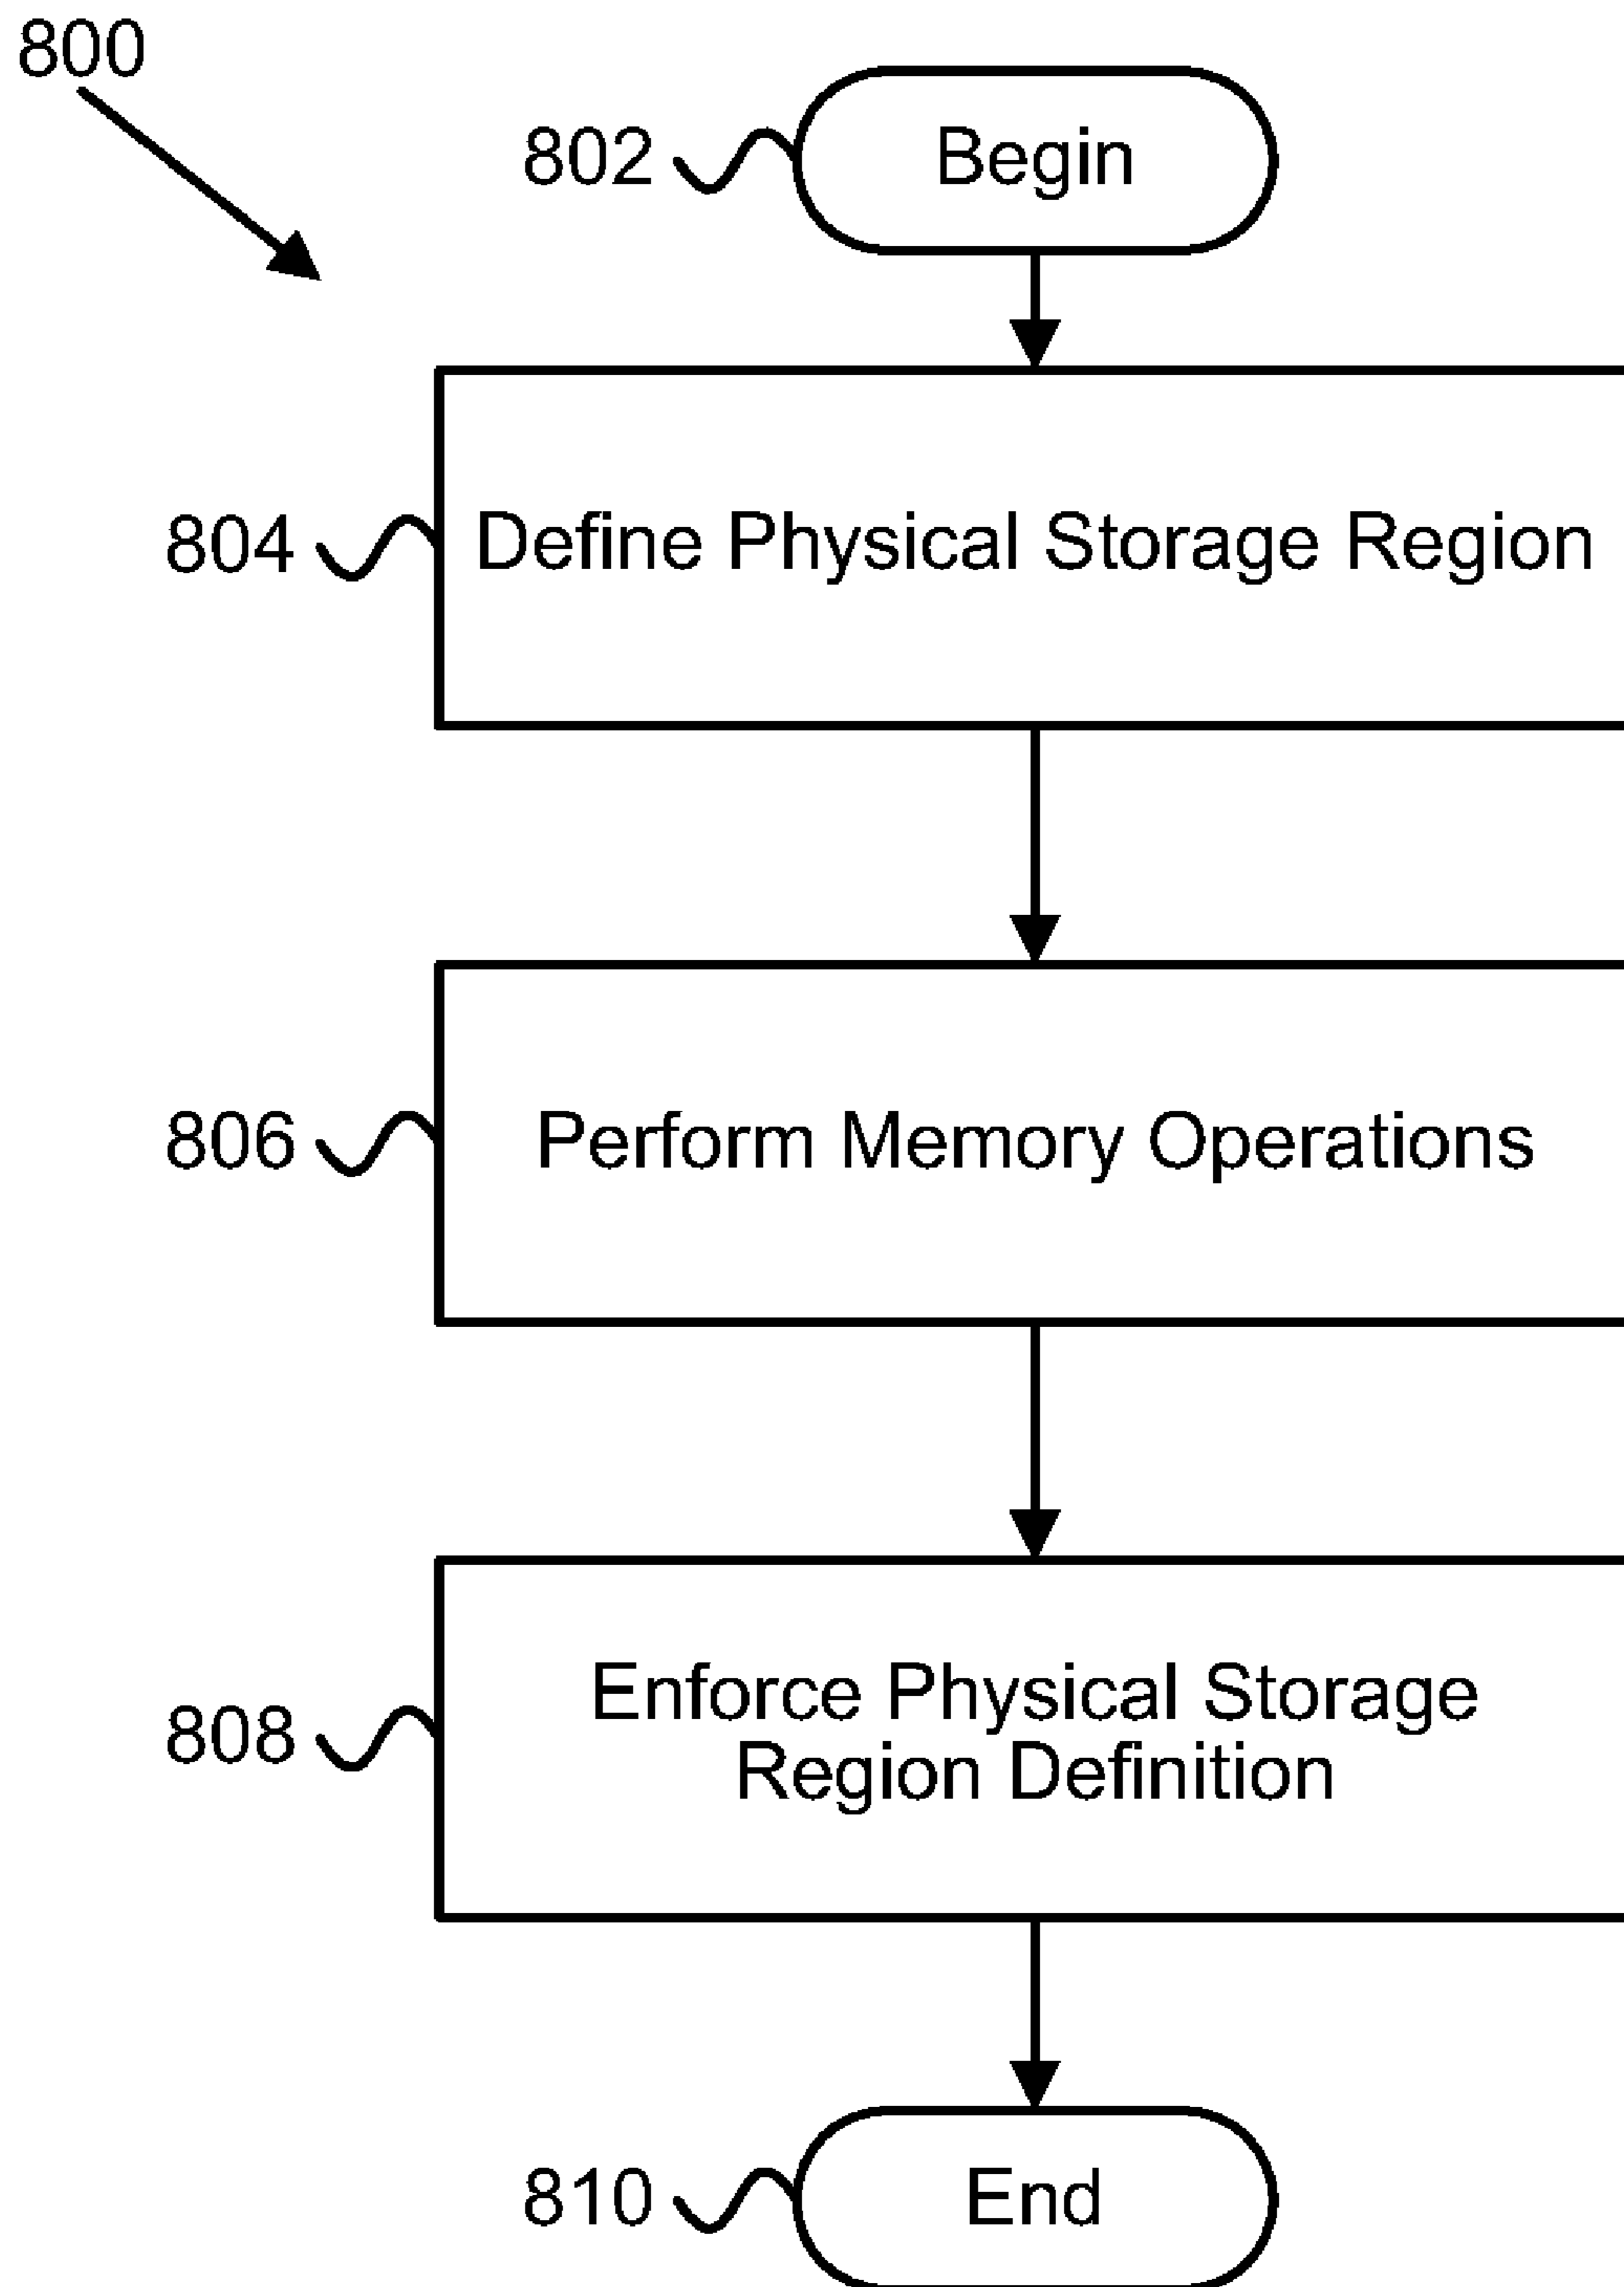 800
802
Begin
804
Define Physical Storage Region
806
Perform Memory Operations
808
Enforce Physical Storage
Region Definition
810
End